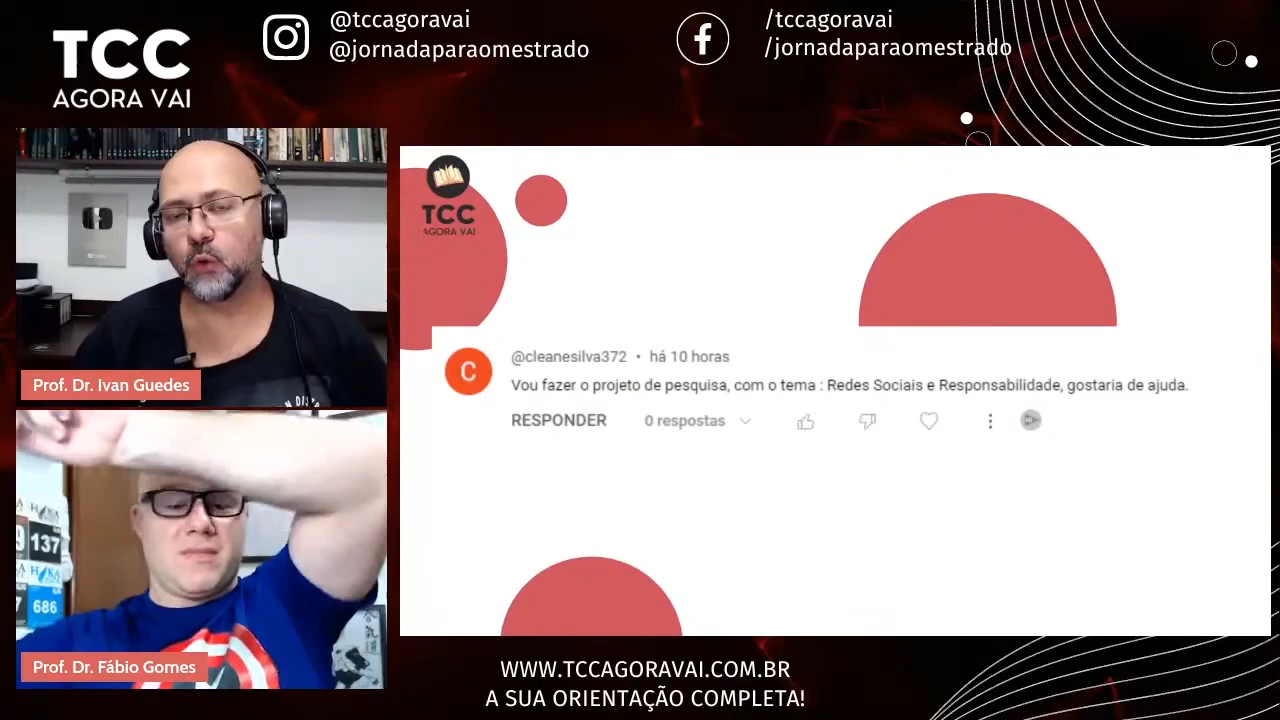 TCC
AGORA VAI
@tccagoravai
@jornadaparaomestrado
/tccagoravai
/jornadaparaomestrado
Prof. Dr. Ivan Guedes
137
686
Prof. Dr. Fábio Gomes
TCC
AGORA VAI
@cleanesilva372 • há 10 horas
C
Vou fazer o projeto de pesquisa, com o tema : Redes Sociais e Responsabilidade, gostaria de ajuda.
RESPONDER 0 respostas
WWW.TCCAGORAVAI.COM.BR
A SUA ORIENTAÇÃO COMPLETA!